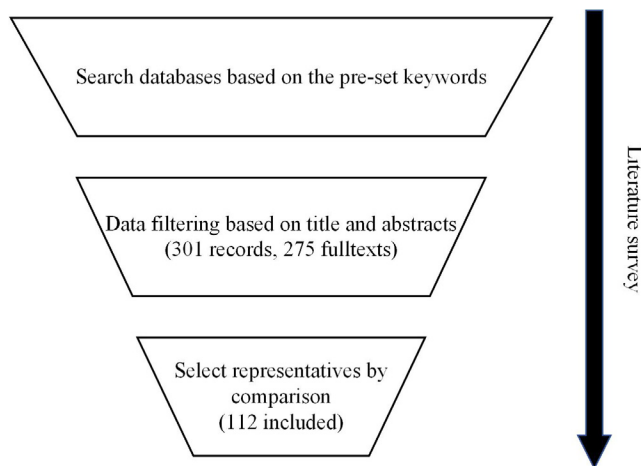 Search databases based on the pre-set keywords
Data filtering based on title and abstracts
(301 records, 275 fulltexts)
Select representatives by
comparison
(112 included)
Literature survey